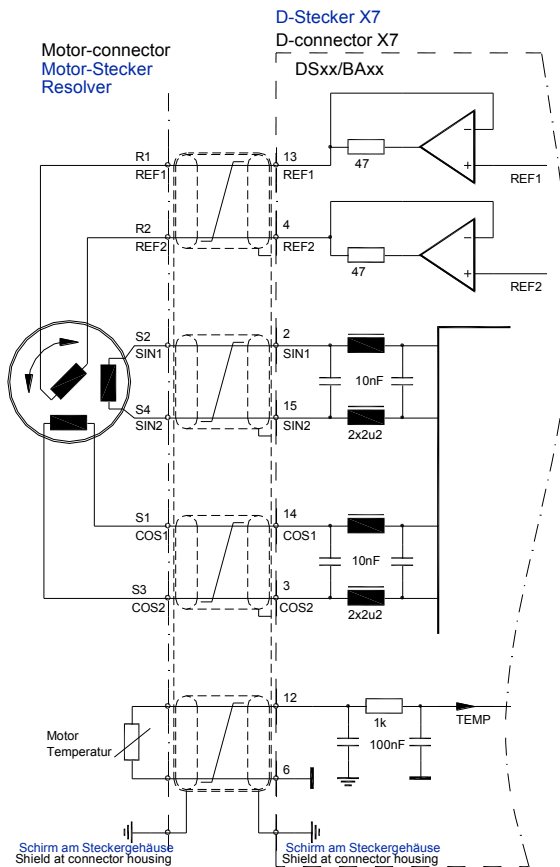 D-Stecker X7
D-connector X7
Motor-connector
Motor-Stecker
Resolver
DSxx/BAxx
R1
REF1
13
REF1
47
REF1
R2
REF2
4
REF2
47
REF2
S2
SIN1
2
SIN1
10nF
S4
SIN2
15
SIN2
2x2u2
S1
COS1
14
COS1
10nF
S3
COS2
3
COS2
2x2u2
12
1k
TEMP
Motor
Temperatur
100nF
6
Schirm am Steckergehäuse
Shield at connector housing
Schirm am Steckergehäuse
Shield at connector housing